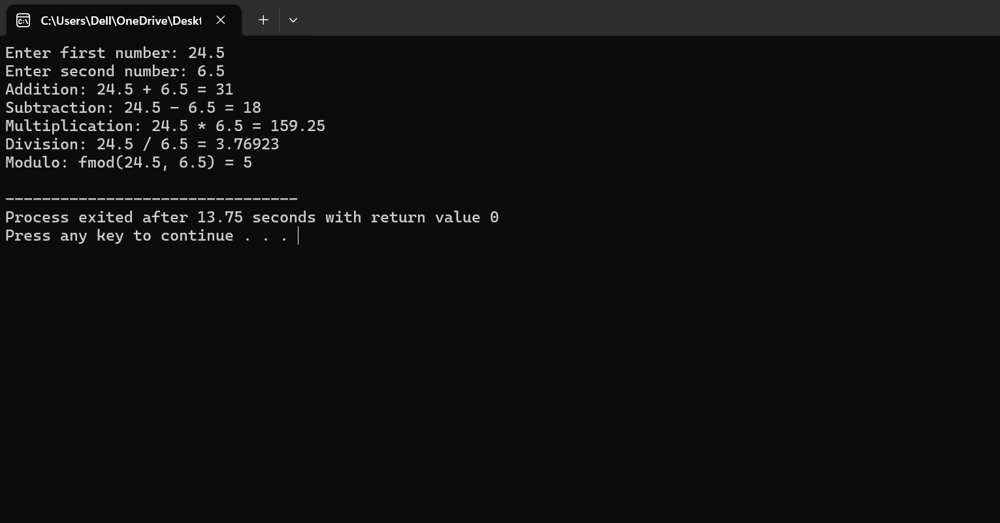 C:\Users\Dell\OneDrive\Deskt
Enter first number: 24.5
Enter second number: 6.5
Addition: 24.5 + 6.5 = 31
Subtraction: 24.5 - 6.5 = 18
Multiplication: 24.5 * 6.5 = 159.25
Division: 24.5 / 6.5 = 3.76923
Modulo: fmod(24.5, 6.5) = 5
--------------------------------
Process exited after 13.75 seconds with return value 0
Press any key to continue . . .